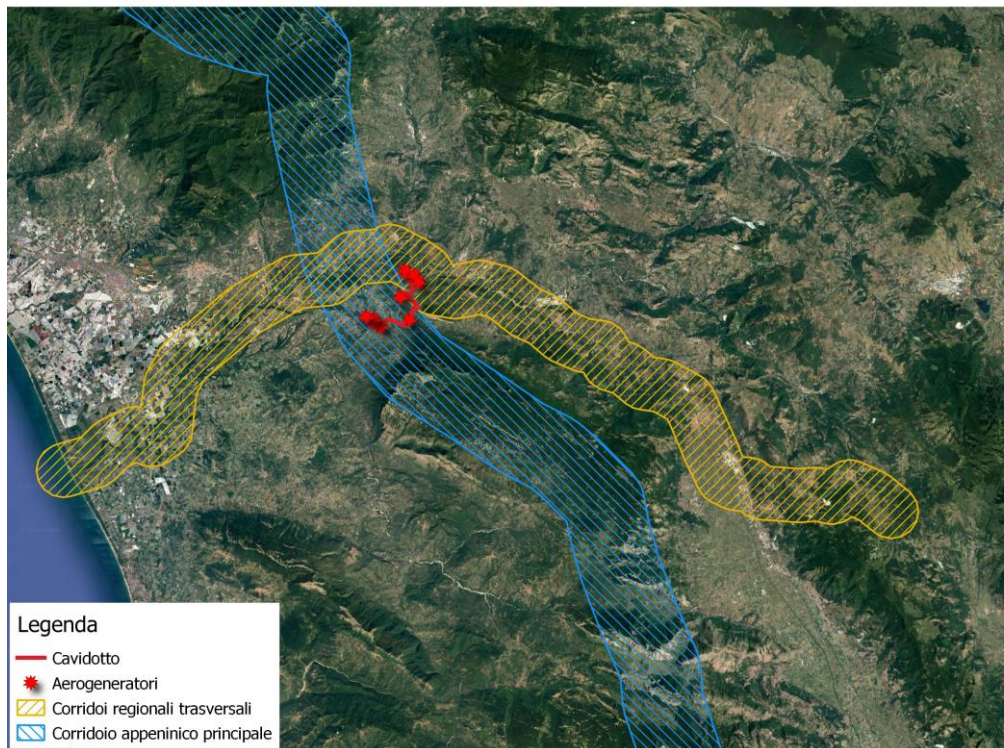 Legenda
Cavidotto
Aerogeneratori
Corridoi regionali trasversali
Corridoio appeninico principale